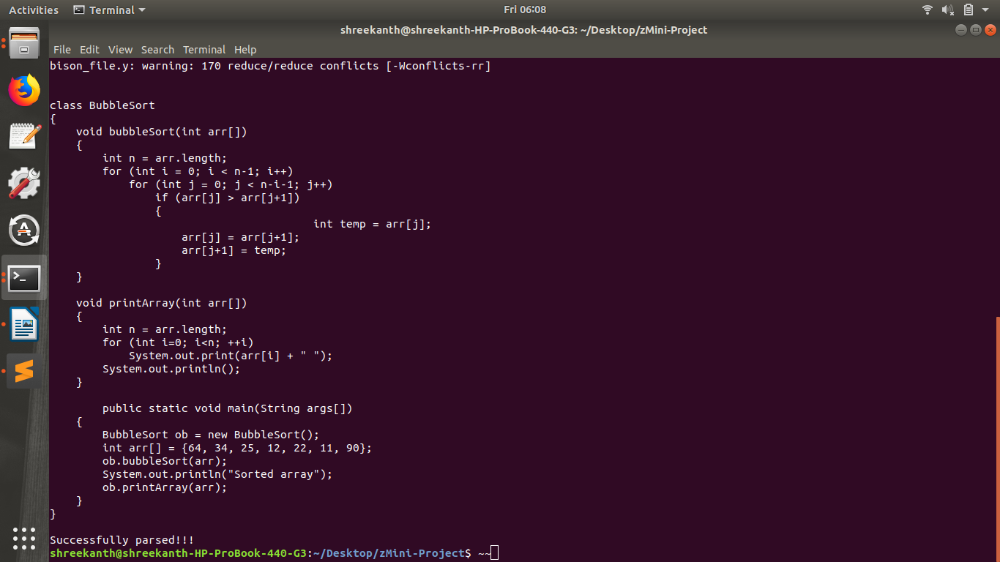 Activities Terminal Fri 06:08
shreekanth@shreekanth-HP-ProBook-440-G3: ~/Desktop/zMini-Project
File Edit View Search Terminal Help
bison_file.y: warning: 170 reduce/reduce conflicts [-Wconflicts-rr]
class BubbleSort
{
    void bubbleSort(int arr[])
    {
        int n = arr.length;
        for (int i = 0; i < n-1; i++)
            for (int j = 0; j < n-i-1; j++)
                if (arr[j] > arr[j+1])
                {
                                        int temp = arr[j];
                    arr[j] = arr[j+1];
                    arr[j+1] = temp;
                }
    }
    void printArray(int arr[])
    {
        int n = arr.length;
        for (int i=0; i<n; ++i)
            System.out.print(arr[i] + " ");
        System.out.println();
    }
        public static void main(String args[])
    {
        BubbleSort ob = new BubbleSort();
        int arr[] = {64, 34, 25, 12, 22, 11, 90};
        ob.bubbleSort(arr);
        System.out.println("Sorted array");
        ob.printArray(arr);
    }
}
Successfully parsed!!!
shreekanth@shreekanth-HP-ProBook-440-G3:~/Desktop/zMini-Project$ ~~